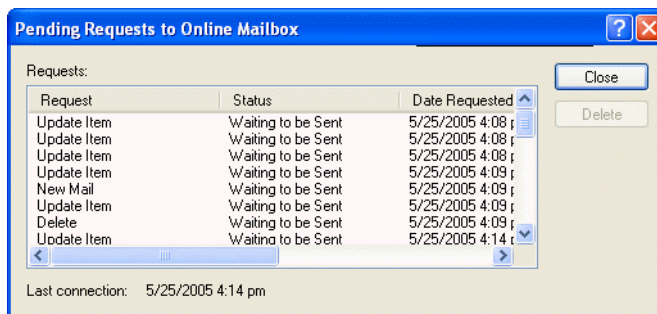 Pending Requests to Online Mailbox
Requests:
Close
Delete
Request Status Date Requested
Update Item Waiting to be Sent 5/25/2005 4:08 p
Update Item Waiting to be Sent 5/25/2005 4:08 p
Update Item Waiting to be Sent 5/25/2005 4:08 p
Update Item Waiting to be Sent 5/25/2005 4:09 p
New Mail Waiting to be Sent 5/25/2005 4:09 p
Update Item Waiting to be Sent 5/25/2005 4:09 p
Delete Waiting to be Sent 5/25/2005 4:09 p
Update Item Waiting to be Sent 5/25/2005 4:14 p
Last connection: 5/25/2005 4:14 pm